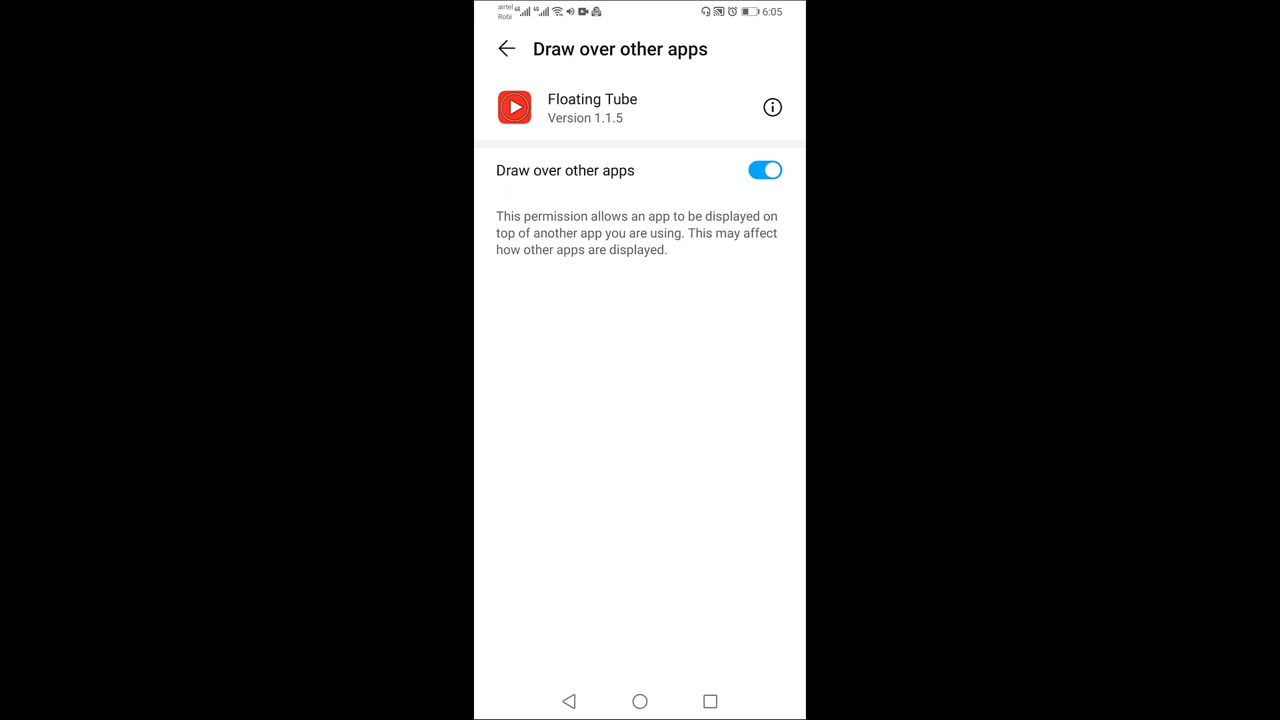 airtel
Robi
6:05
Draw over other apps
Floating Tube
Version 1.1.5
Draw over other apps
This permission allows an app to be displayed on
top of another app you are using. This may affect
how other apps are displayed.